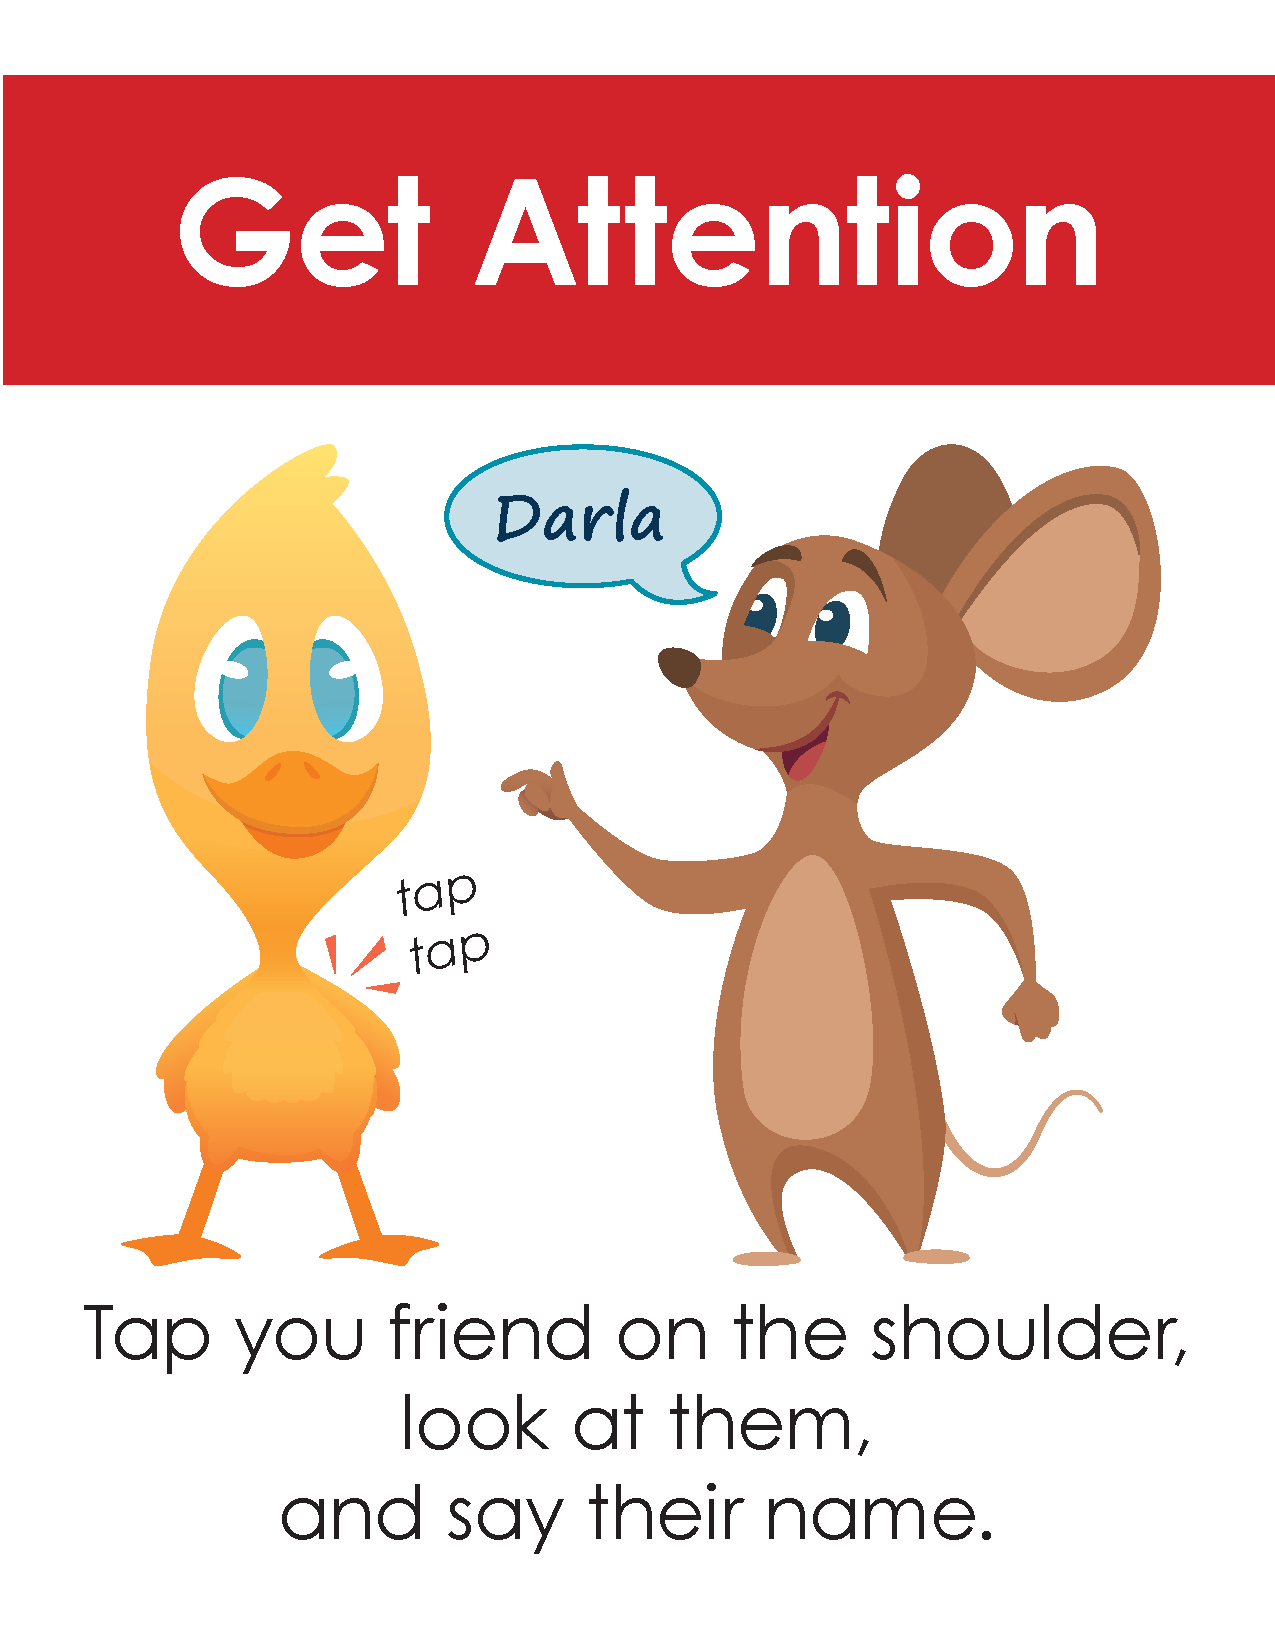 Get Attention
Darla
tap
tap
Tap you friend on the shoulder,
look at them,
and say their name.